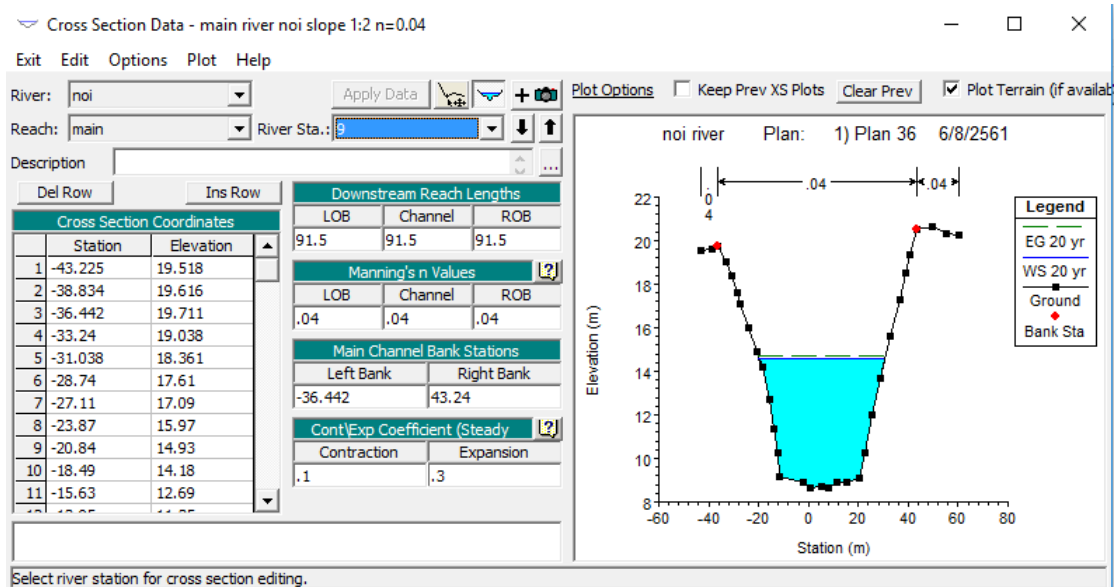 Cross Section Data - main river noi slope 1:2 n=0.04
Exit Edit Options Plot Help
River: noi
Apply Data
Reach: main
River Sta.: 9
Description
...
Del Row Ins Row
Cross Section Coordinates
Station Elevation
1 -43.225 19.518
2 -38.834 19.616
3 -36.442 19.711
4 -33.24 19.038
5 -31.038 18.361
6 -28.74 17.61
7 -27.11 17.09
8 -23.87 15.97
9 -20.84 14.93
10 -18.49 14.18
11 -15.63 12.69
Downstream Reach Lengths
LOB Channel ROB
91.5 91.5 91.5
Manning's n Values
LOB Channel ROB
.04 .04 .04
Main Channel Bank Stations
Left Bank Right Bank
-36.442 43.24
Cont\Exp Coefficient (Steady
Contraction Expansion
.1 .3
Plot Options Keep Prev XS Plots Clear Prev Plot Terrain (if availab
noi river Plan: 1) Plan 36 6/8/2561
.04 .04 .04
22
20
18
16
14
12
10
8
Elevation (m)
-60 -40 -20 0 20 40 60 80
Station (m)
Legend
EG 20 yr
WS 20 yr
Ground
Bank Sta
Select river station for cross section editing.